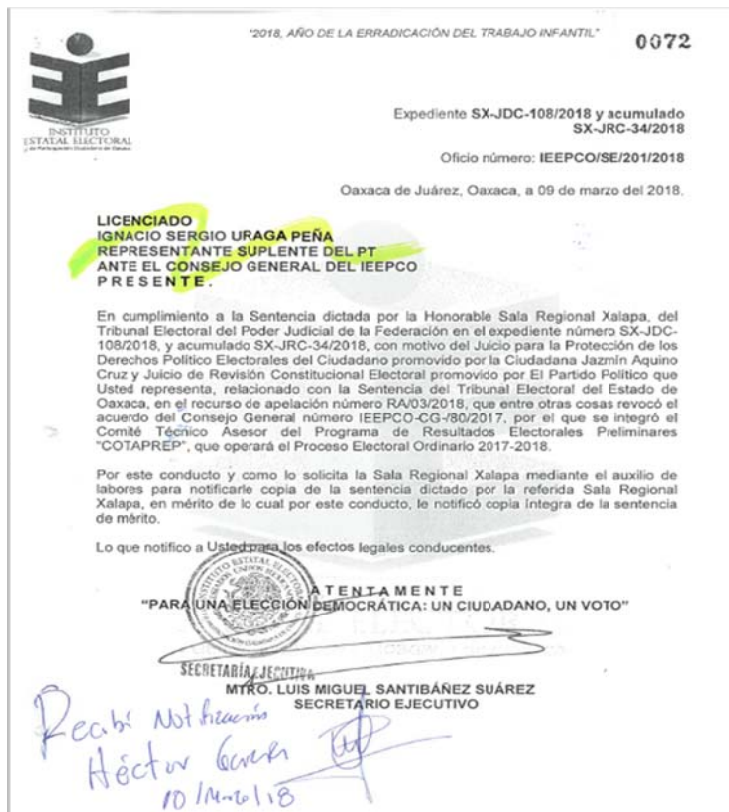 "2018, AÑO DE LA ERRADICACIÓN DEL TRABAJO INFANTIL"
0072
INSTITUTO
ESTATAL ELECTORAL
Expediente SX-JDC-108/2018 y acumulado
SX-JRC-34/2018
Oficio número: IEEPCO/SE/201/2018
Oaxaca de Juárez, Oaxaca, a 09 de marzo del 2018.
LICENCIADO
IGNACIO SERGIO URAGA PEÑA
REPRESENTANTE SUPLENTE DEL PT
ANTE EL CONSEJO GENERAL DEL IEEPCO
P R E S E N T E .
En cumplimiento a la Sentencia dictada por la Honorable Sala Regional Xalapa, del
Tribunal Electoral del Poder Judicial de la Federación en el expediente número SX-JDC-
108/2018, y acumulado SX-JRC-34/2018, con motivo del Juicio para la Protección de los
Derechos Político Electorales del Ciudadano promovido por la Ciudadana Jazmín Aquino
Cruz y Juicio de Revisión Constitucional Electoral promovido por El Partido Político que
Usted representa, relacionado con la Sentencia del Tribunal Electoral del Estado de
Oaxaca, en el recurso de apelación número RA/03/2018, que entre otras cosas revocó el
acuerdo del Consejo General número IEEPCO-CG-/80/2017, por el que se integró el
Comité Técnico Asesor del Programa de Resultados Electorales Preliminares
"COTAPREP", que operará el Proceso Electoral Ordinario 2017-2018.
Por este conducto y como lo solicita la Sala Regional Xalapa mediante el auxilio de
labores para notificarle copia de la sentencia dictado por la referida Sala Regional
Xalapa, en mérito de lo cual por este conducto, le notificó copia íntegra de la sentencia
de mérito.
Lo que notifico a Usted para los efectos legales conducentes.
A T E N T A M E N T E
"PARA UNA ELECCIÓN DEMOCRÁTICA: UN CIUDADANO, UN VOTO"
SECRETARÍA EJECUTIVA
MTRO. LUIS MIGUEL SANTIBÁÑEZ SUÁREZ
SECRETARIO EJECUTIVO
Recibí Notificación
Héctor